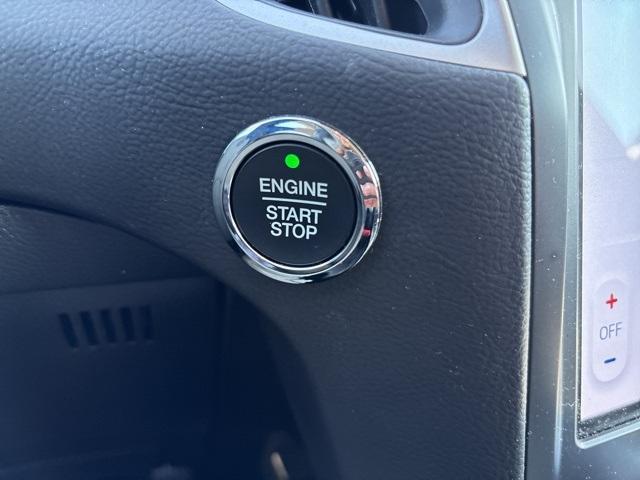 ENGINE
START
STOP
+
OFF
-